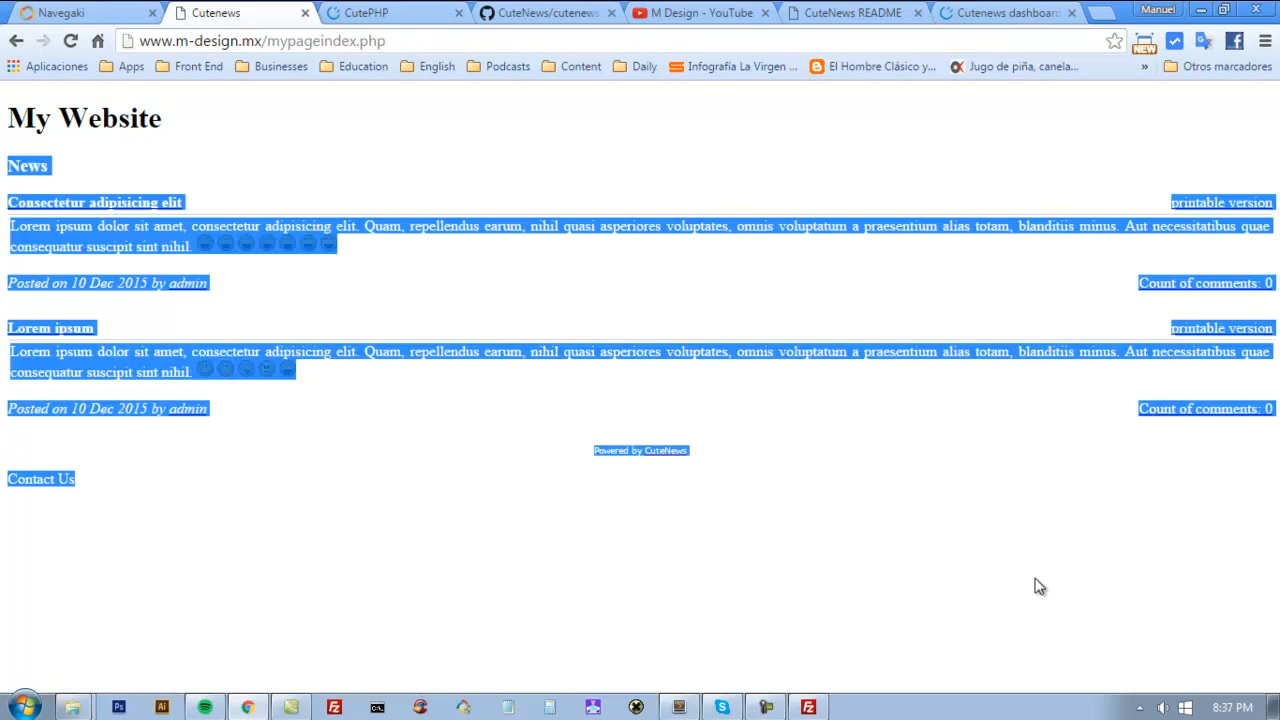 Navegaki
Cutenews
CutePHP
CuteNews/cutenews
M Design - YouTube
CuteNews README
Cutenews dashboard
Manuel
www.m-design.mx/mypageindex.php
NEW
Aplicaciones
Apps
Front End
Businesses
Education
English
Podcasts
Content
Daily
Infografía La Virgen ...
El Hombre Clásico y...
Jugo de piña, canela...
»
Otros marcadores
My Website
News
Consectetur adipisicing elit
printable version
Lorem ipsum dolor sit amet, consectetur adipisicing elit. Quam, repellendus earum, nihil quasi asperiores voluptates, omnis voluptatum a praesentium alias totam, blanditiis minus. Aut necessitatibus quae
consequatur suscipit sint nihil.
Posted on 10 Dec 2015 by admin
Count of comments: 0
Lorem ipsum
printable version
Lorem ipsum dolor sit amet, consectetur adipisicing elit. Quam, repellendus earum, nihil quasi asperiores voluptates, omnis voluptatum a praesentium alias totam, blanditiis minus. Aut necessitatibus quae
consequatur suscipit sint nihil.
Posted on 10 Dec 2015 by admin
Count of comments: 0
Powered by CuteNews
Contact Us
Ps
Ai
Fz
Fz
8:37 PM